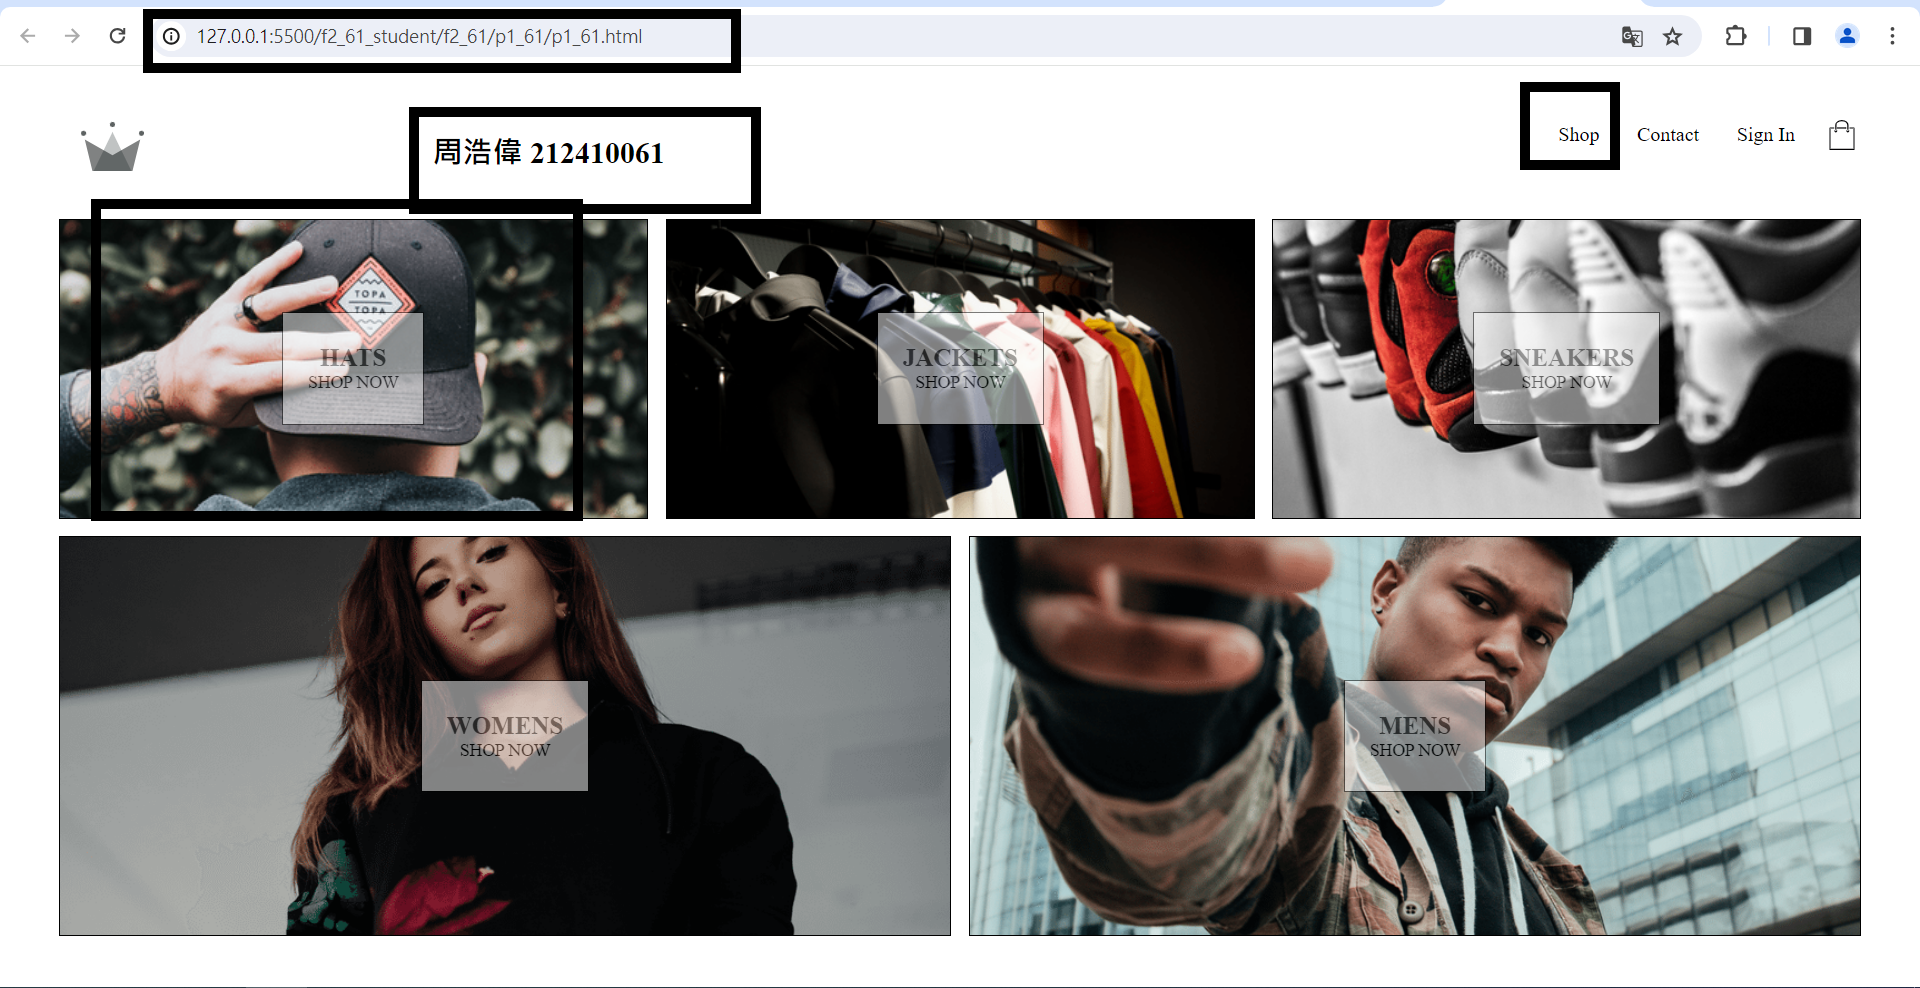 127.0.0.1:5500/f2_61_student/f2_61/p1_61/p1_61.html
周浩偉 212410061
Shop Contact Sign In
TOPA
TOPA
HATS
SHOP NOW
JACKETS
SHOP NOW
SNEAKERS
SHOP NOW
WOMENS
SHOP NOW
MENS
SHOP NOW